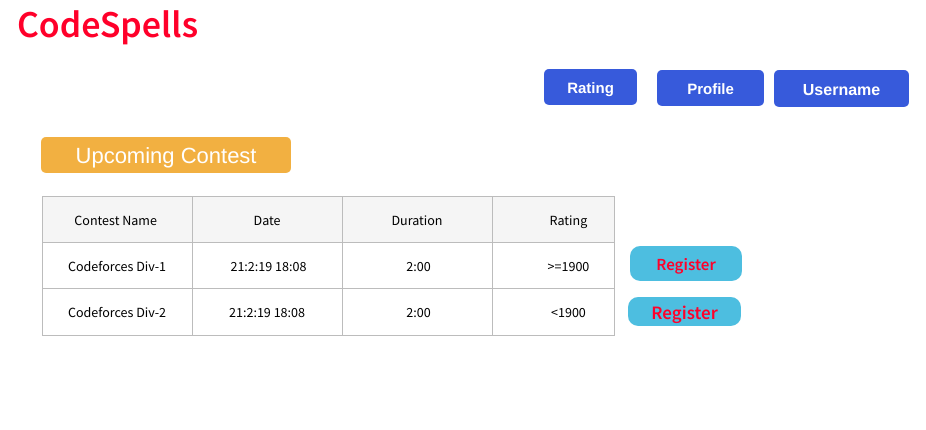 CodeSpells
Rating Profile Username
Upcoming Contest
Contest Name Date Duration Rating
Codeforces Div-1 21:2:19 18:08 2:00 >=1900 Register
Codeforces Div-2 21:2:19 18:08 2:00 <1900 Register